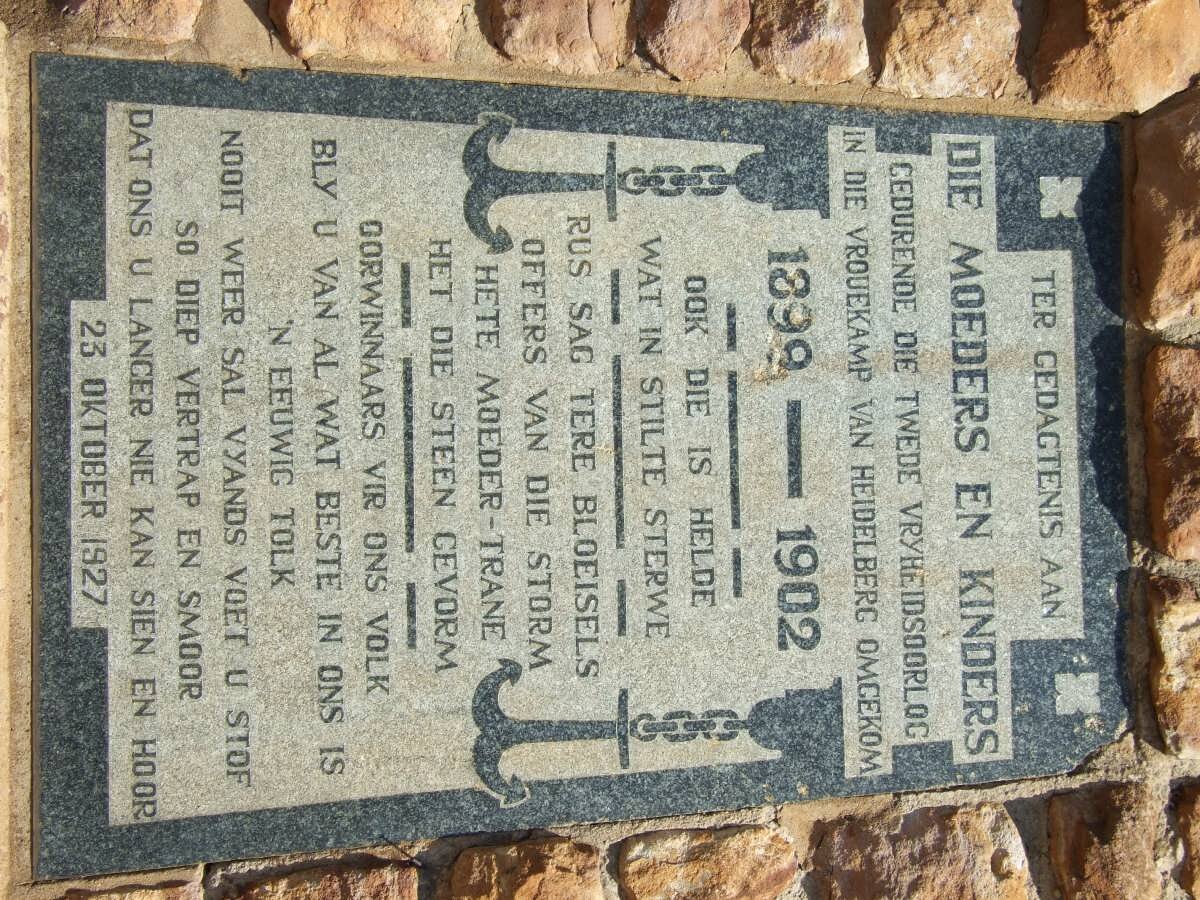 TER GEDAGTENIS AAN
DIE MOEDERS EN KINDERS
GEDURENDE DIE TWEDE VRYHEIDSOORLOG
IN DIE VROUEKAMP VAN HEIDELBERG OMGEKOM
1899 — 1902
OOK DIE IS HELDE
WAT IN STILTE STERWE
RUS SAG TERE BLOEISELS
OFFERS VAN DIE STORM
HETE MOEDER-TRANE
HET DIE STEEN GEVORM
OORWINNAARS VIR ONS VOLK
BLY U VAN AL WAT BESTE IN ONS IS
'N EEUWIG TOLK
NOOIT WEER SAL VYANDS VOET U STOF
SO DIEP VERTRAP EN SMOOR
DAT ONS U LANGER NIE KAN SIEN EN HOOR
23 OKTOBER 1927